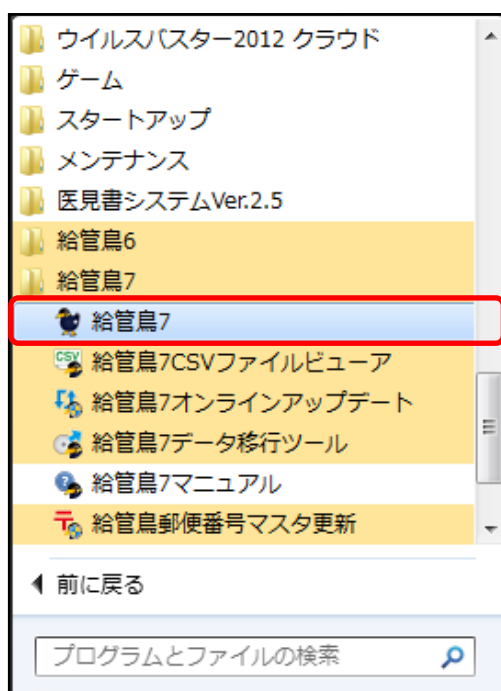 ウイルスバスター2012 クラウド
ゲーム
スタートアップ
メンテナンス
医見書システムVer.2.5
給管鳥6
給管鳥7
給管鳥7
CSV 給管鳥7CSVファイルビューア
給管鳥7オンラインアップデート
給管鳥7データ移行ツール
給管鳥7マニュアル
給管鳥郵便番号マスタ更新
前に戻る
プログラムとファイルの検索